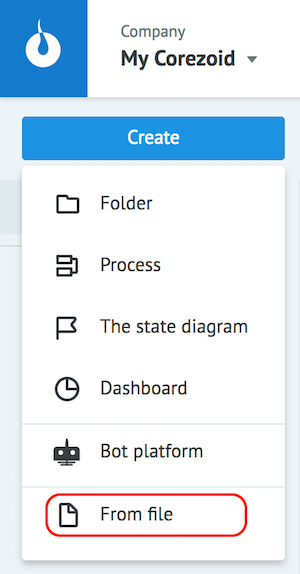 Company
My Corezoid
Create
Folder
Process
The state diagram
Dashboard
Bot platform
From file